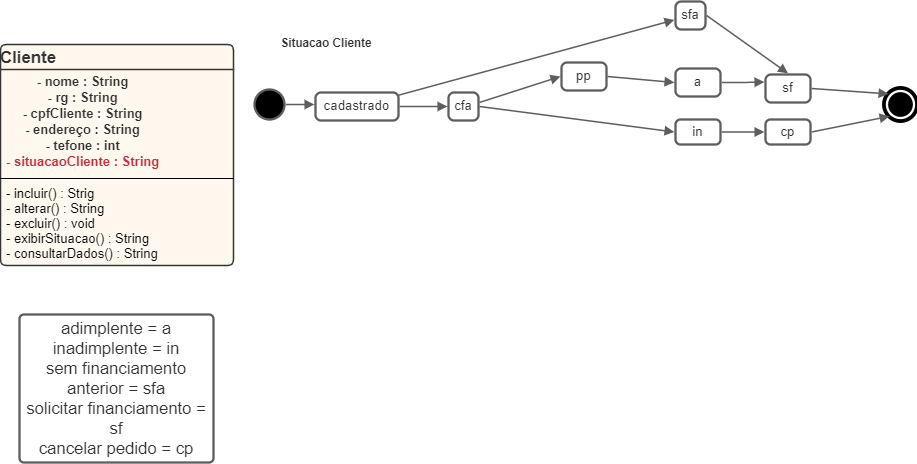 Cliente
- nome : String
- rg : String
- cpfCliente : String
- endereço : String
- tefone : int
- situacaoCliente : String
- incluir() : Strig
- alterar() : String
- excluir() : void
- exibirSituacao() : String
- consultarDados() : String
Situacao Cliente
cadastrado
cfa
sfa
pp
a
sf
in
cp
adimplente = a
inadimplente = in
sem financiamento
anterior = sfa
solicitar financiamento =
sf
cancelar pedido = cp